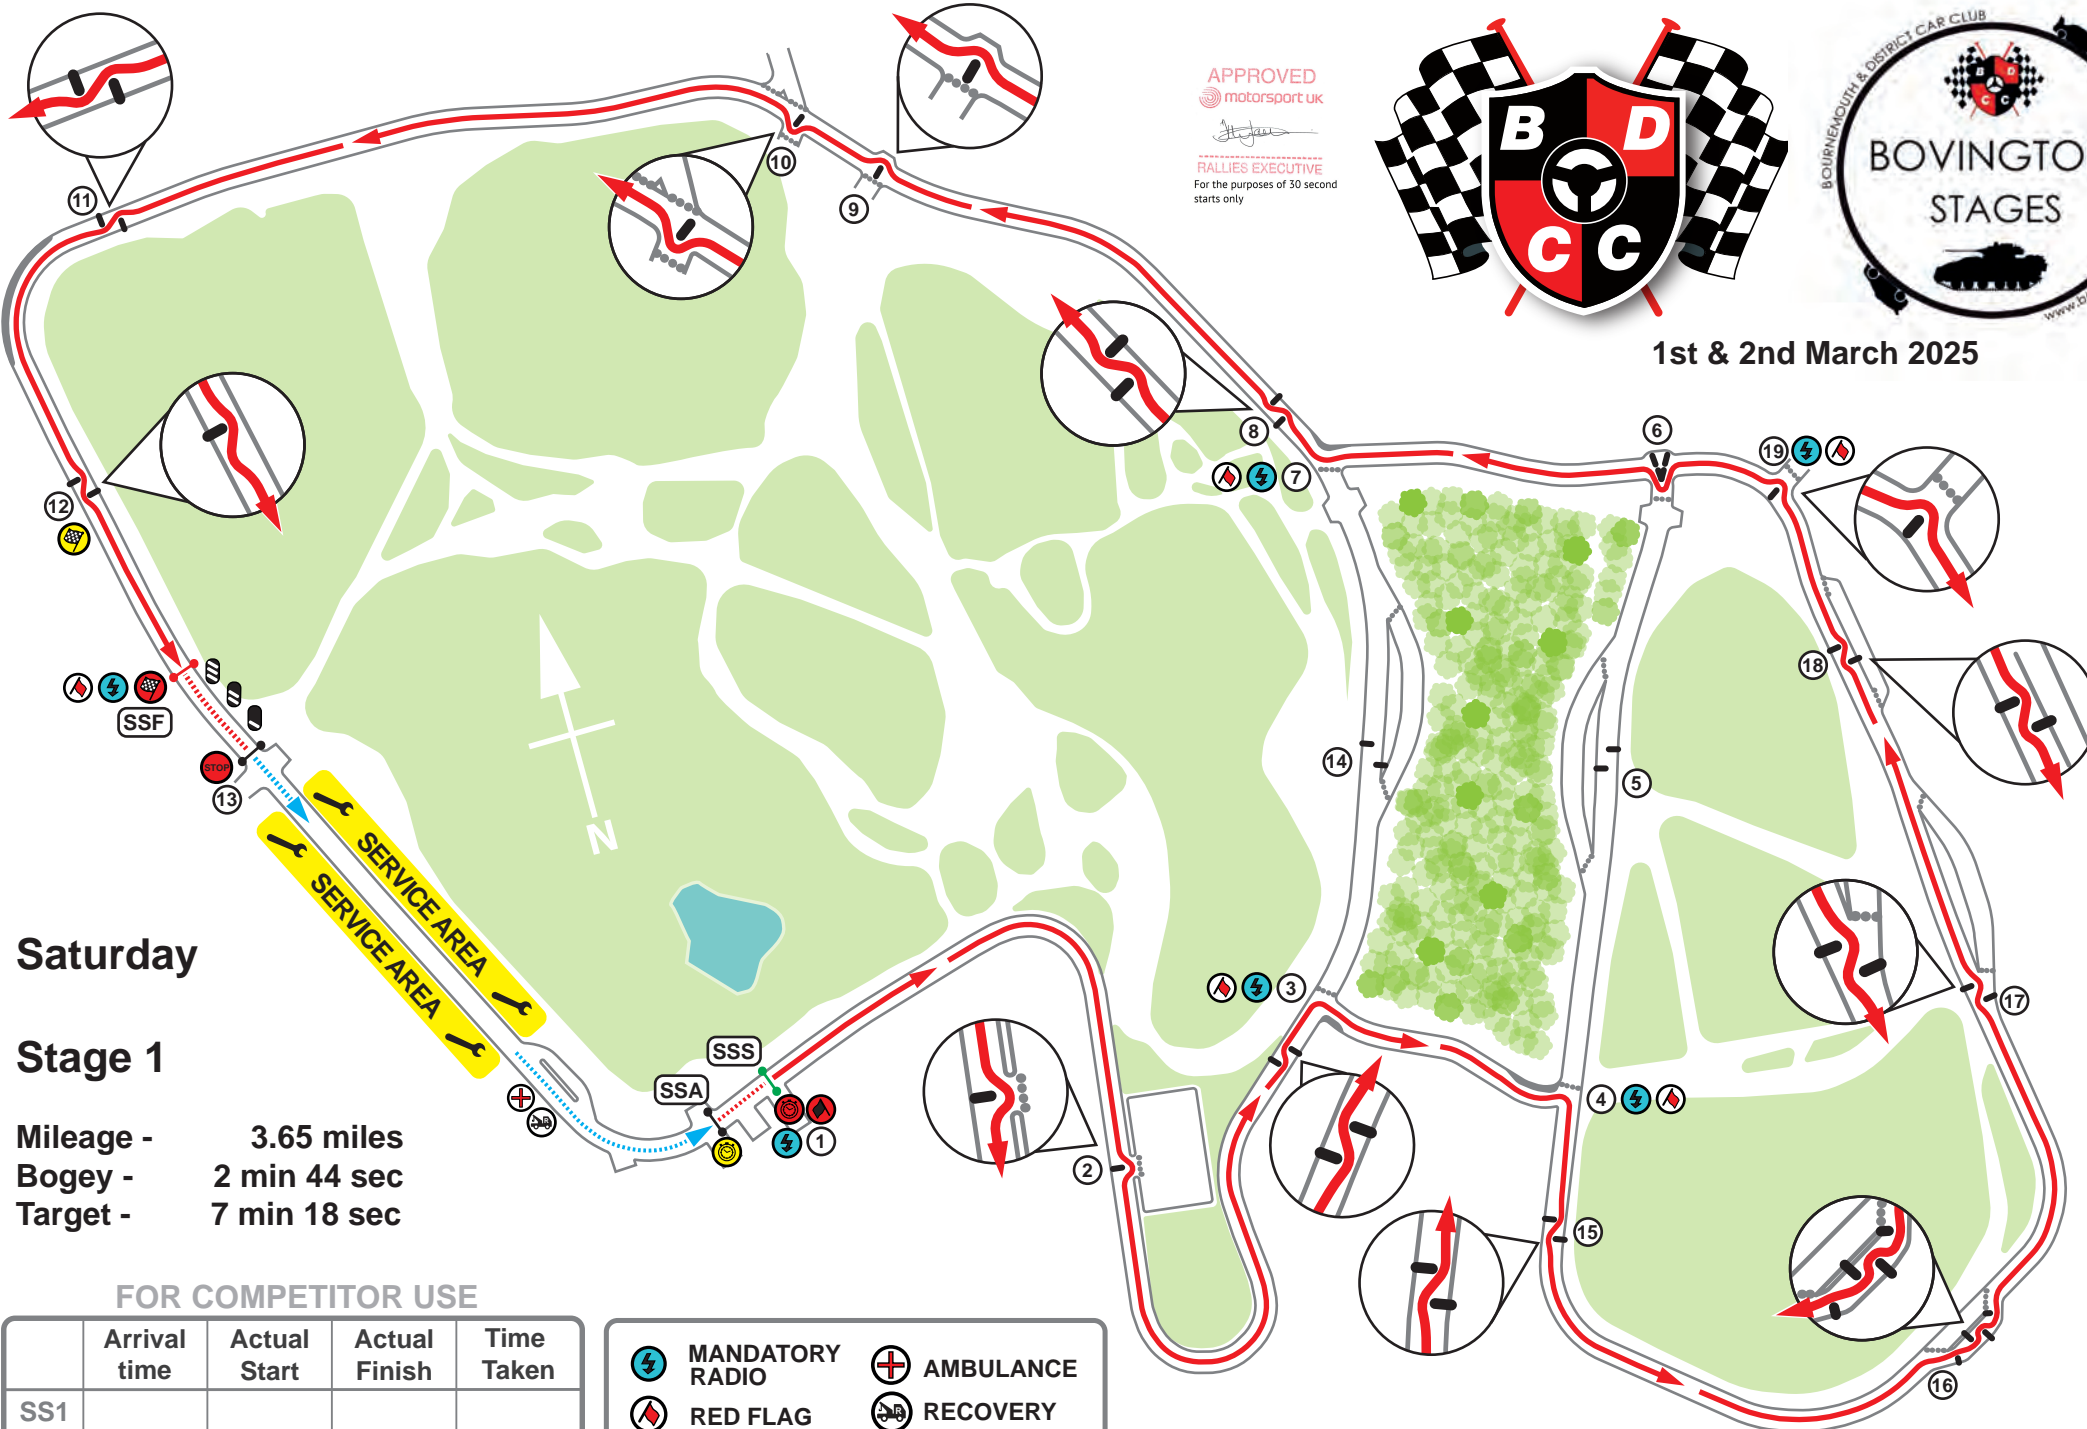 APPROVED
motorsport uk
RALLIES EXECUTIVE
For the purposes of 30 second
starts only
B D
C C
BOURNEMOUTH & DISTRICT CAR CLUB
B D
C C
BOVINGTO
STAGES
www.b
1st & 2nd March 2025
11
10
9
8
7
6
19
12
18
SSF
STOP
13
14
5
SERVICE AREA
SERVICE AREA
N
3
17
Saturday
Stage 1
SSS
SSA
1
2
4
15
16
Mileage - 3.65 miles
Bogey - 2 min 44 sec
Target - 7 min 18 sec
FOR COMPETITOR USE
Arrival time
Actual Start
Actual Finish
Time Taken
SS1
MANDATORY
RADIO
AMBULANCE
RED FLAG
RECOVERY